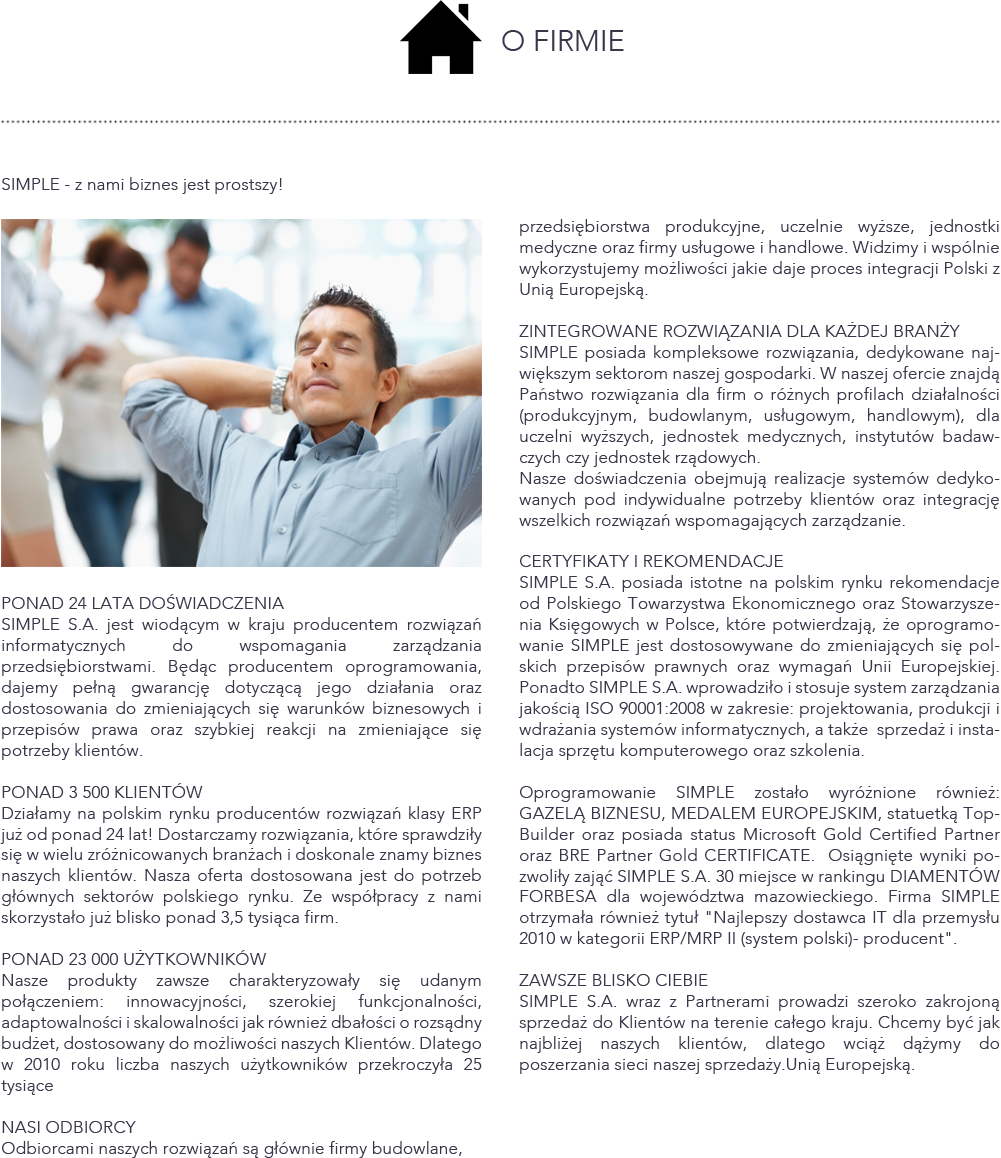 O FIRMIE
SIMPLE - z nami biznes jest prostszy!
PONAD 24 LATA DOŚWIADCZENIA
SIMPLE S.A. jest wiodącym w kraju producentem rozwiązań
informatycznych do wspomagania zarządzania
przedsiębiorstwami. Będąc producentem oprogramowania,
dajemy pełną gwarancję dotyczącą jego działania oraz
dostosowania do zmieniających się warunków biznesowych i
przepisów prawa oraz szybkiej reakcji na zmieniające się
potrzeby klientów.
PONAD 3 500 KLIENTÓW
Działamy na polskim rynku producentów rozwiązań klasy ERP
już od ponad 24 lat! Dostarczamy rozwiązania, które sprawdziły
się w wielu zróżnicowanych branżach i doskonale znamy biznes
naszych klientów. Nasza oferta dostosowana jest do potrzeb
głównych sektorów polskiego rynku. Ze współpracy z nami
skorzystało już blisko ponad 3,5 tysiąca firm.
PONAD 23 000 UŻYTKOWNIKÓW
Nasze produkty zawsze charakteryzowały się udanym
połączeniem: innowacyjności, szerokiej funkcjonalności,
adaptowalności i skalowalności jak również dbałości o rozsądny
budżet, dostosowany do możliwości naszych Klientów. Dlatego
w 2010 roku liczba naszych użytkowników przekroczyła 25
tysiące
NASI ODBIORCY
Odbiorcami naszych rozwiązań są głównie firmy budowlane,
przedsiębiorstwa produkcyjne, uczelnie wyższe, jednostki
medyczne oraz firmy usługowe i handlowe. Widzimy i wspólnie
wykorzystujemy możliwości jakie daje proces integracji Polski z
Unią Europejską.
ZINTEGROWANE ROZWIĄZANIA DLA KAŻDEJ BRANŻY
SIMPLE posiada kompleksowe rozwiązania, dedykowane naj-
większym sektorom naszej gospodarki. W naszej ofercie znajdą
Państwo rozwiązania dla firm o różnych profilach działalności
(produkcyjnym, budowlanym, usługowym, handlowym), dla
uczelni wyższych, jednostek medycznych, instytutów badaw-
czych czy jednostek rządowych.
Nasze doświadczenia obejmują realizacje systemów dedyko-
wanych pod indywidualne potrzeby klientów oraz integrację
wszelkich rozwiązań wspomagających zarządzanie.
CERTYFIKATY I REKOMENDACJE
SIMPLE S.A. posiada istotne na polskim rynku rekomendacje
od Polskiego Towarzystwa Ekonomicznego oraz Stowarzysze-
nia Księgowych w Polsce, które potwierdzają, że oprogramo-
wanie SIMPLE jest dostosowywane do zmieniających się pol-
skich przepisów prawnych oraz wymagań Unii Europejskiej.
Ponadto SIMPLE S.A. wprowadziło i stosuje system zarządzania
jakością ISO 90001:2008 w zakresie: projektowania, produkcji i
wdrażania systemów informatycznych, a także  sprzedaż i insta-
lacja sprzętu komputerowego oraz szkolenia.
Oprogramowanie SIMPLE zostało wyróżnione również:
GAZELĄ BIZNESU, MEDALEM EUROPEJSKIM, statuetką Top-
Builder oraz posiada status Microsoft Gold Certified Partner
oraz BRE Partner Gold CERTIFICATE.  Osiągnięte wyniki po-
zwoliły zająć SIMPLE S.A. 30 miejsce w rankingu DIAMENTÓW
FORBESA dla województwa mazowieckiego. Firma SIMPLE
otrzymała również tytuł "Najlepszy dostawca IT dla przemysłu
2010 w kategorii ERP/MRP II (system polski)- producent".
ZAWSZE BLISKO CIEBIE
SIMPLE S.A. wraz z Partnerami prowadzi szeroko zakrojoną
sprzedaż do Klientów na terenie całego kraju. Chcemy być jak
najbliżej naszych klientów, dlatego wciąż dążymy do
poszerzania sieci naszej sprzedaży.Unią Europejską.